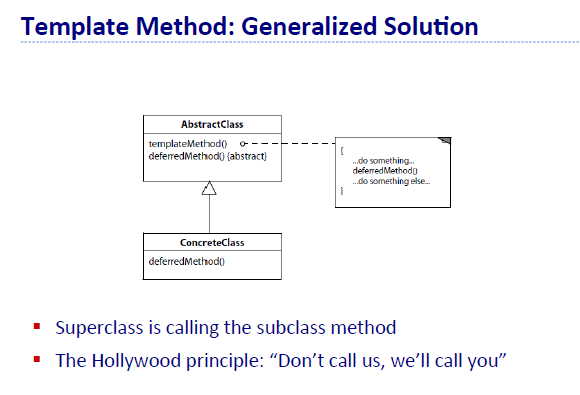 Template Method: Generalized Solution
AbstractClass
templateMethod()
deferredMethod() {abstract}
{
...do something...
deferredMethod()
...do something else...
}
ConcreteClass
deferredMethod()
▪ Superclass is calling the subclass method
▪ The Hollywood principle: “Don’t call us, we’ll call you”